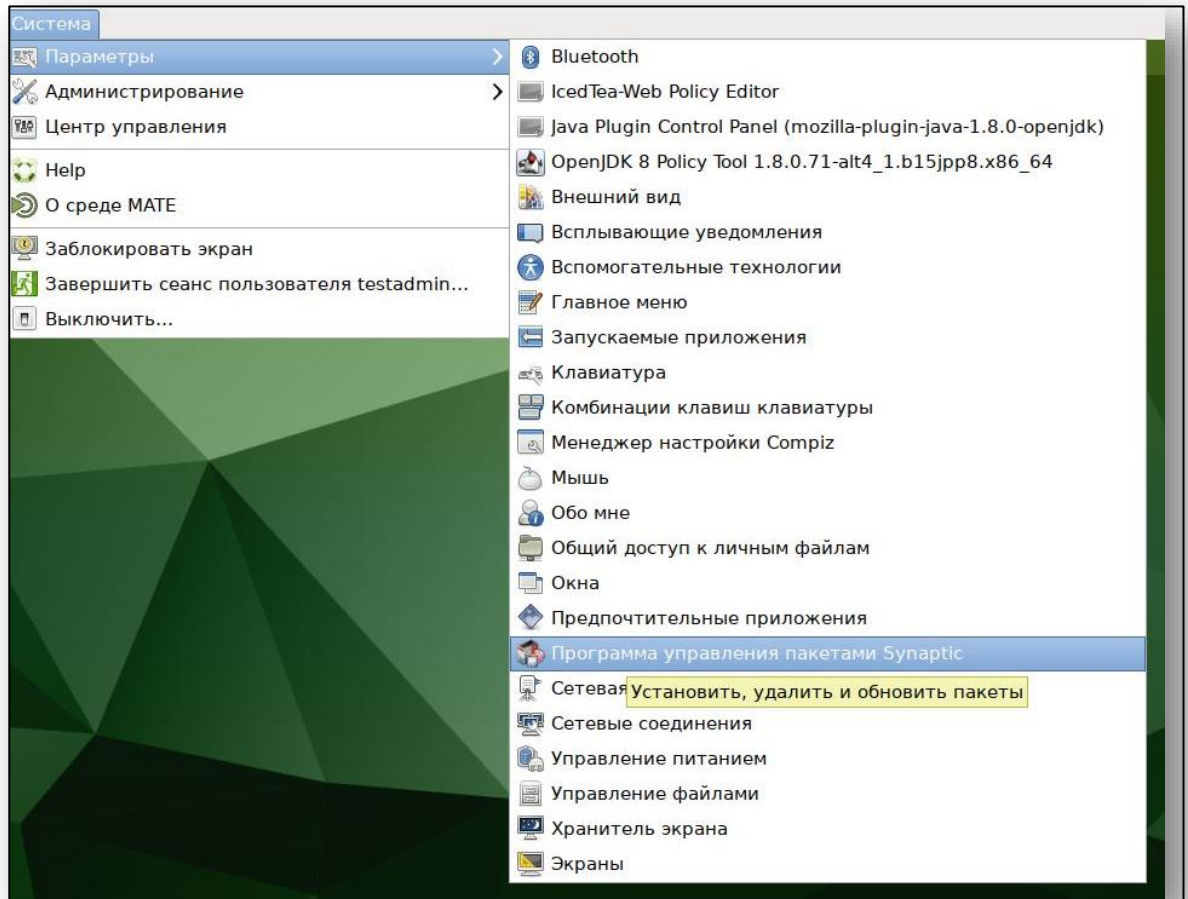 Система
Параметры
Администрирование
Центр управления
Help
О среде MATE
Заблокировать экран
Завершить сеанс пользователя testadmin...
Выключить...
Bluetooth
IcedTea-Web Policy Editor
Java Plugin Control Panel (mozilla-plugin-java-1.8.0-openjdk)
OpenJDK 8 Policy Tool 1.8.0.71-alt4_1.b15jpp8.x86_64
Внешний вид
Всплывающие уведомления
Вспомогательные технологии
Главное меню
Запускаемые приложения
Клавиатура
Комбинации клавиш клавиатуры
Менеджер настройки Compiz
Мышь
Обо мне
Общий доступ к личным файлам
Окна
Предпочтительные приложения
Программа управления пакетами Synaptic
Сетевая
Установить, удалить и обновить пакеты
Сетевые соединения
Управление питанием
Управление файлами
Хранитель экрана
Экраны